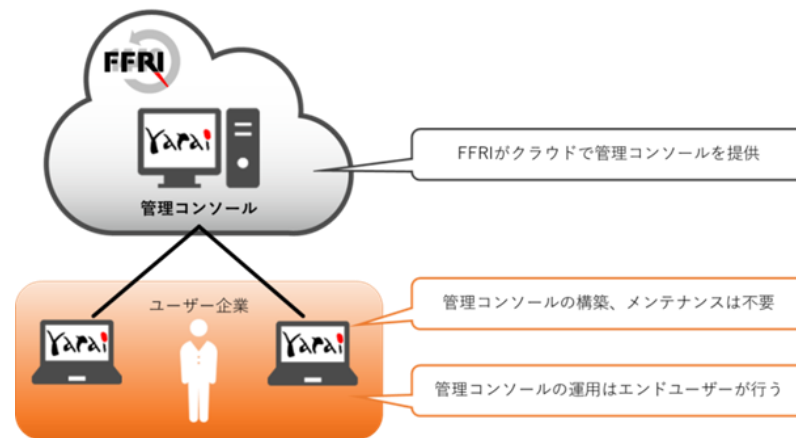 FFRI
Yarai
管理コンソール
FFRIがクラウドで管理コンソールを提供
ユーザー企業
Yarai
Yarai
管理コンソールの構築、メンテナンスは不要
管理コンソールの運用はエンドユーザーが行う